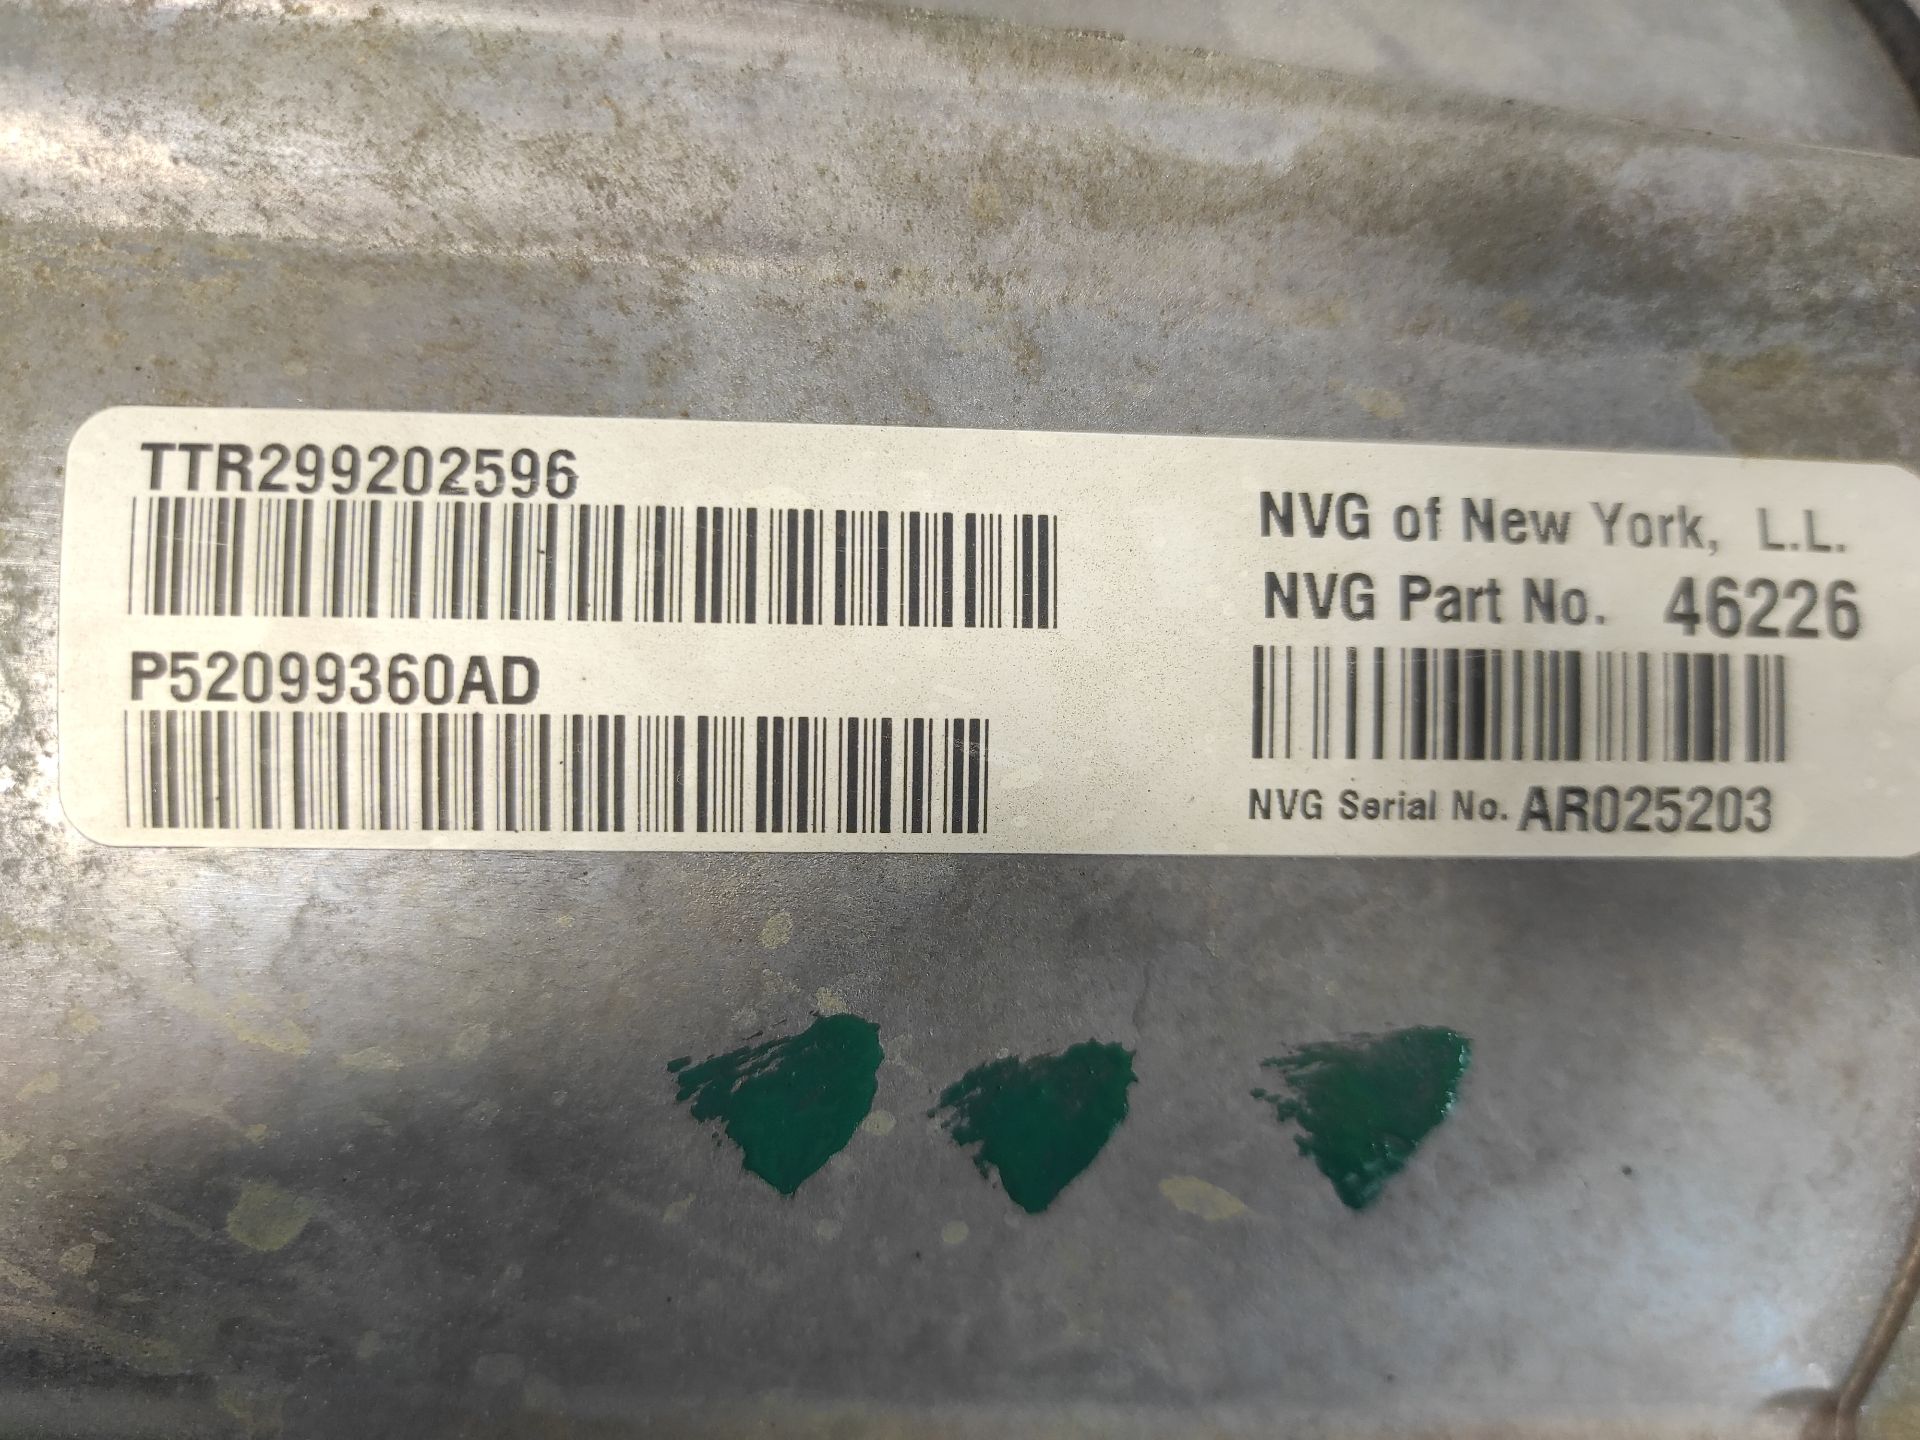 TTR299202596
P52099360AD
NVG of New York, L.L.
NVG Part No. 46226
NVG Serial No. AR025203